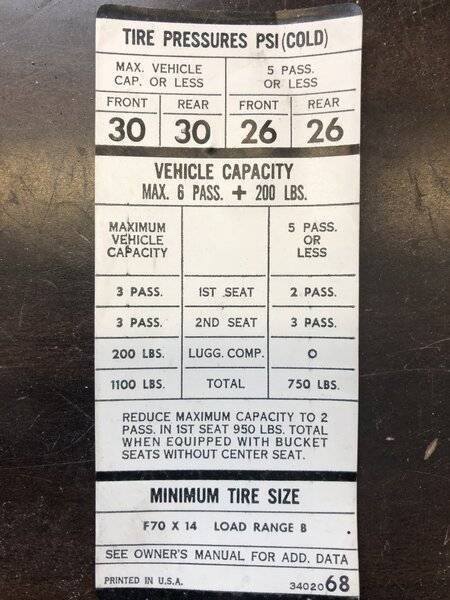 TIRE PRESSURES PSI (COLD)
MAX. VEHICLE CAP. OR LESS
5 PASS. OR LESS
FRONT REAR FRONT REAR
30 30 26 26
VEHICLE CAPACITY
MAX. 6 PASS. + 200 LBS.
MAXIMUM VEHICLE CAPACITY
5 PASS. OR LESS
3 PASS. 1ST SEAT 2 PASS.
3 PASS. 2ND SEAT 3 PASS.
200 LBS. LUGG. COMP. O
1100 LBS. TOTAL 750 LBS.
REDUCE MAXIMUM CAPACITY TO 2
PASS. IN 1ST SEAT 950 LBS. TOTAL
WHEN EQUIPPED WITH BUCKET
SEATS WITHOUT CENTER SEAT.
MINIMUM TIRE SIZE
F70 X 14 LOAD RANGE B
SEE OWNER'S MANUAL FOR ADD. DATA
PRINTED IN U.S.A. 3402068